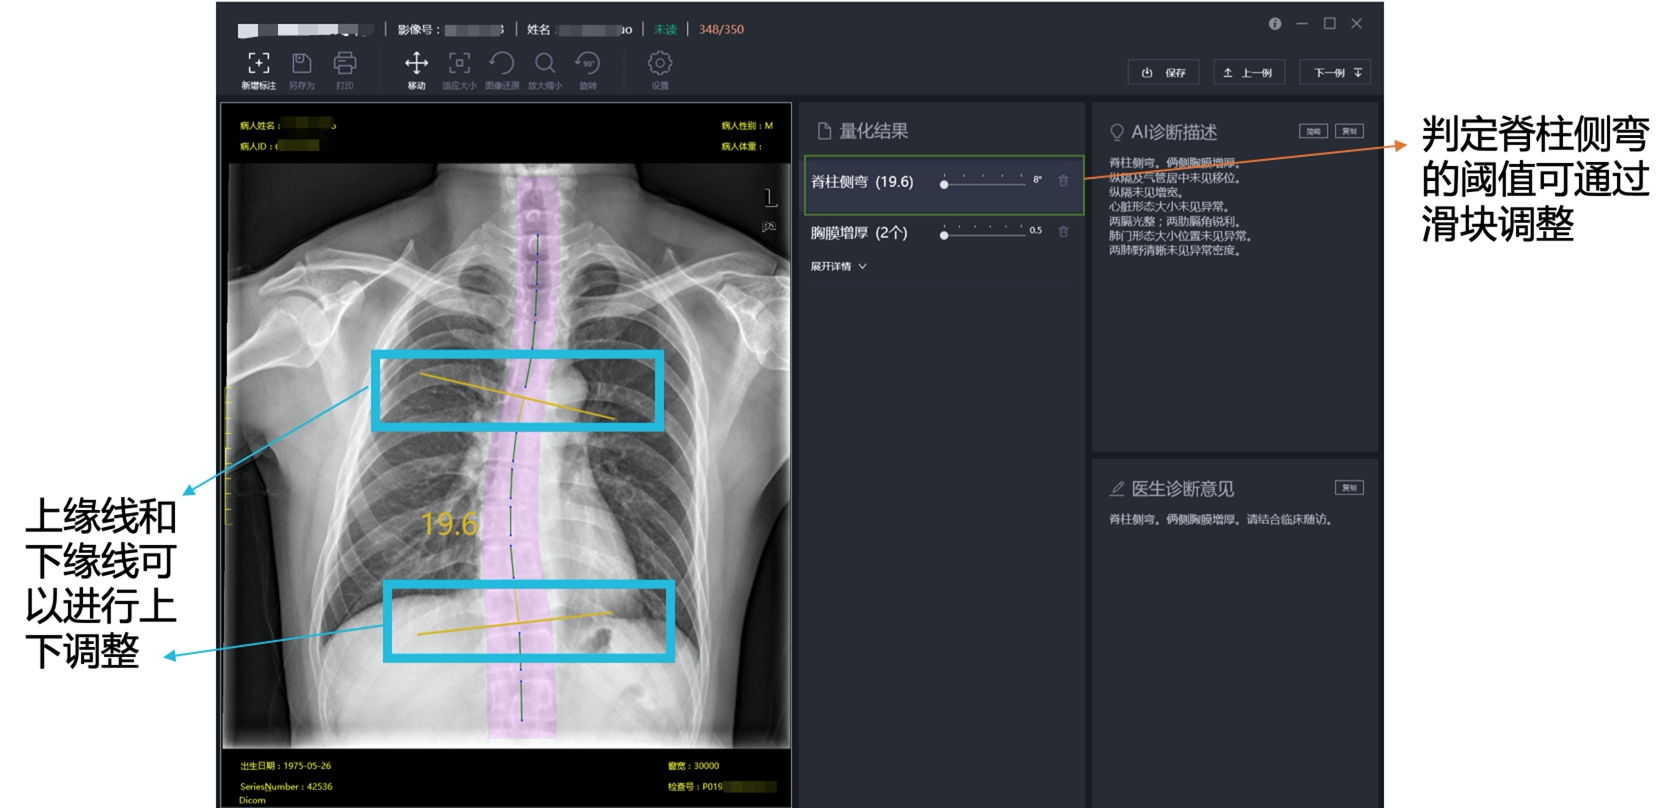 影像号：
姓名
未读
348/350
新增标注
另存为
打印
移动
适应大小
图像还原
放大缩小
旋转
设置
保存
上一例
下一例
病人姓名：
病人性别：M
病人ID：
病人体重：
L
19.6
出生日期：1975-05-26
窗宽：30000
SeriesNumber：42536
检查号：P019
Dicom
量化结果
脊柱侧弯 (19.6)
8°
胸膜增厚 (2个)
0.5
展开详情
AI诊断描述
简略
复制
脊柱侧弯。俩侧胸膜增厚。
纵隔及气管居中未见移位。
纵隔未见增宽。
心脏形态大小未见异常。
两膈光整；两肋膈角锐利。
肺门形态大小位置未见异常。
两肺野清晰未见异常密度。
医生诊断意见
复制
脊柱侧弯。俩侧胸膜增厚。请结合临床随访。
判定脊柱侧弯
的阈值可通过
滑块调整
上缘线和
下缘线可
以进行上
下调整